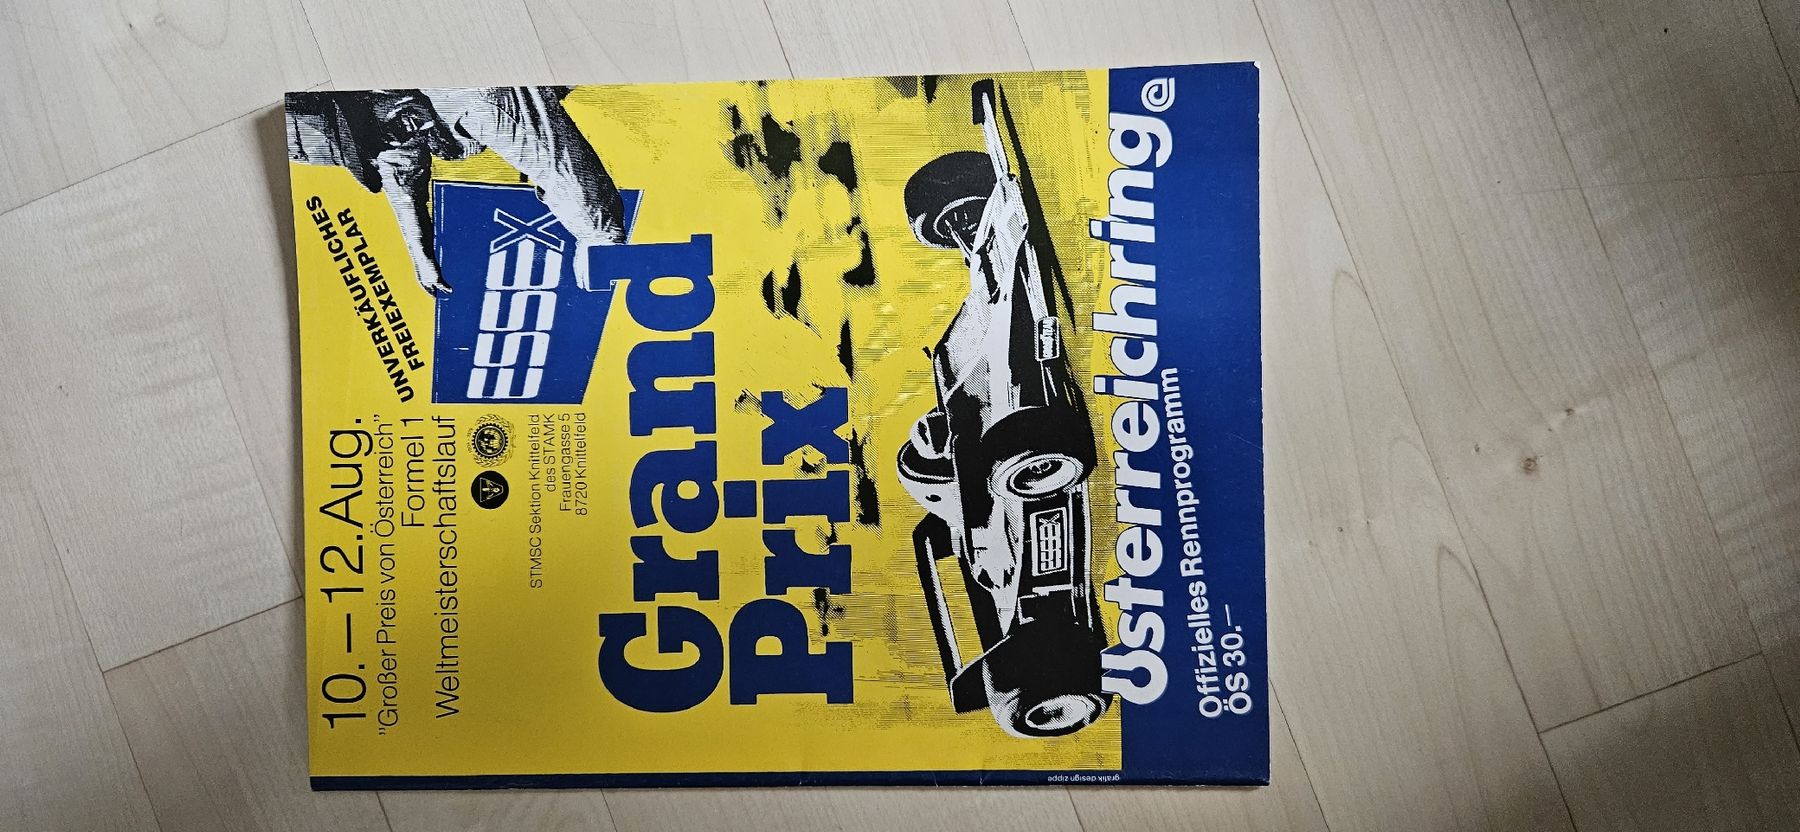 10.–12.Aug.
"Großer Preis von Österreich"
Formel 1
Weltmeisterschaftslauf
UNVERKÄUFLICHES
FREIEXEMPLAR
ESSEX
STMSC Sektion Knittelfeld
des STAMK
Frauengasse 5
8720 Knittelfeld
Grand
Prix
ESSEX
Österreichring
Offizielles Rennprogramm
ÖS 30.–
grafik design zippe